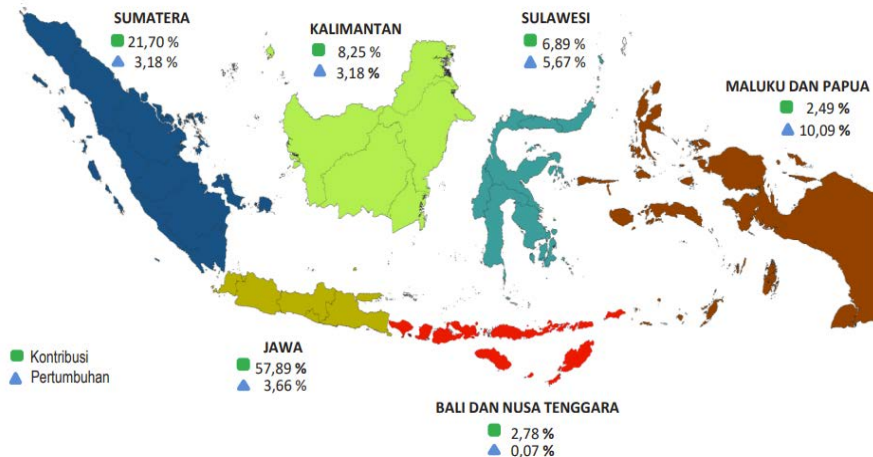 SUMATERA
21,70 %
3,18 %
KALIMANTAN
8,25 %
3,18 %
SULAWESI
6,89 %
5,67 %
MALUKU DAN PAPUA
2,49 %
10,09 %
Kontribusi
Pertumbuhan
JAWA
57,89 %
3,66 %
BALI DAN NUSA TENGGARA
2,78 %
0,07 %